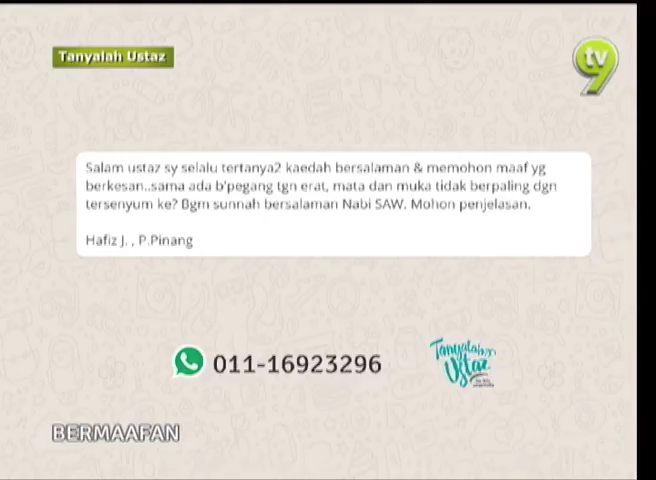 Tanyalah Ustaz
tv
9
Salam ustaz sy selalu tertanya2 kaedah bersalaman & memohon maaf yg
berkesan..sama ada b'pegang tgn erat, mata dan muka tidak berpaling dgn
tersenyum ke? Bgm sunnah bersalaman Nabi SAW. Mohon penjelasan.
Hafiz J. , P.Pinang
011-16923296
Tanyalah
Ustaz
BERMAAFAN